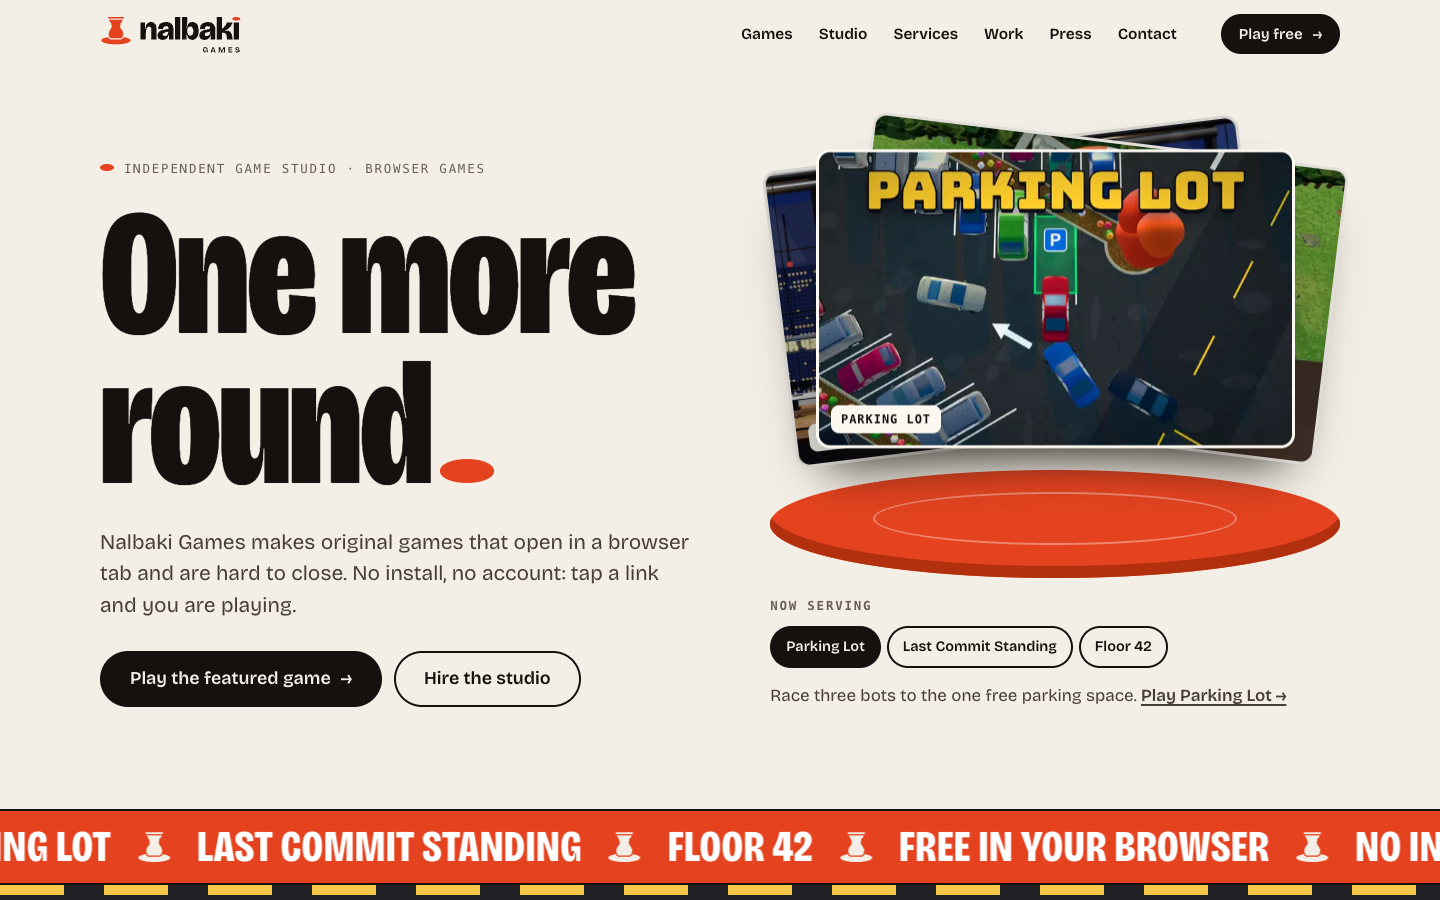 nalbaki
GAMES
Games Studio Services Work Press Contact Play free →
INDEPENDENT GAME STUDIO · BROWSER GAMES
One more
round.
Nalbaki Games makes original games that open in a browser
tab and are hard to close. No install, no account: tap a link
and you are playing.
Play the featured game →
Hire the studio
PARKING LOT
P
PARKING LOT
NOW SERVING
Parking Lot
Last Commit Standing
Floor 42
Race three bots to the one free parking space. Play Parking Lot →
NG LOT LAST COMMIT STANDING FLOOR 42 FREE IN YOUR BROWSER NO IN